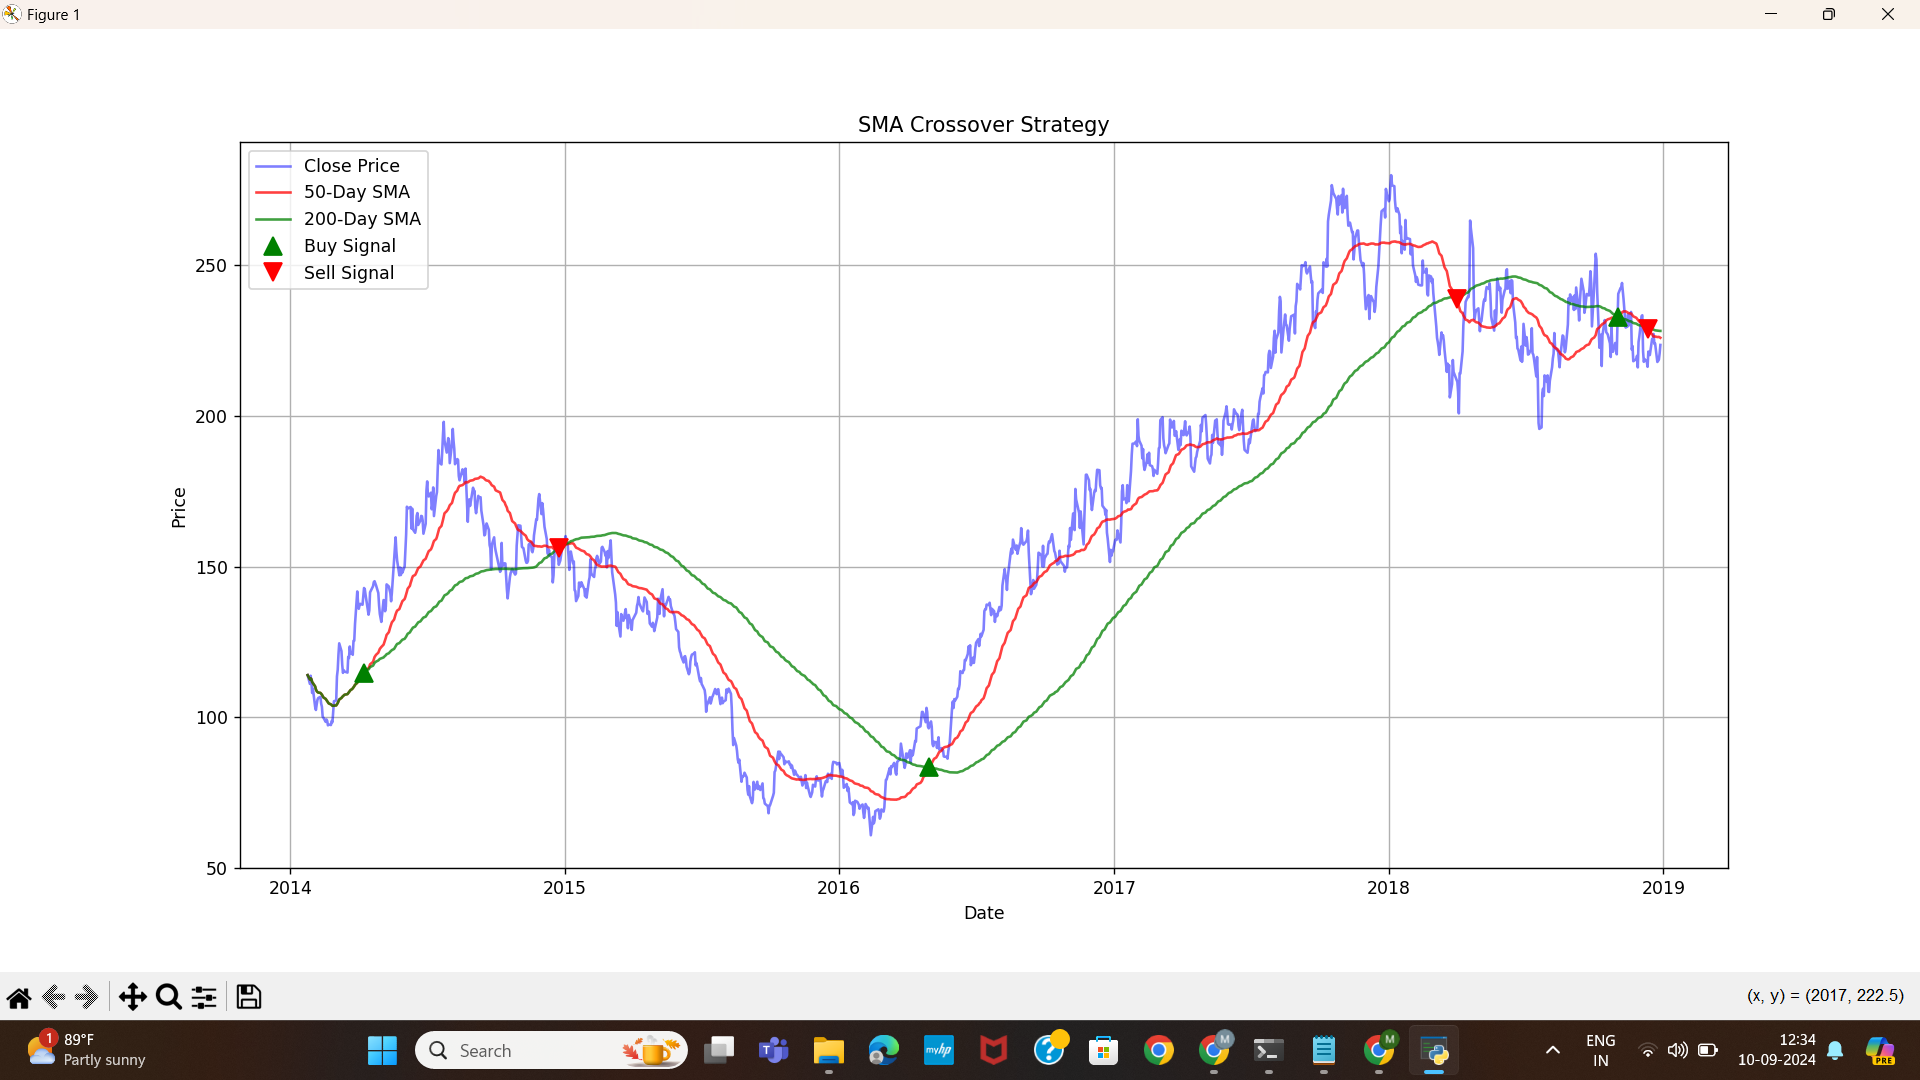 Figure 1
SMA Crossover Strategy
Close Price
50-Day SMA
200-Day SMA
Buy Signal
Sell Signal
250
200
150
100
50
Price
2014 2015 2016 2017 2018 2019
Date
(x, y) = (2017, 222.5)
1
89°F
Partly sunny
Search
myhp
M
M
PRE
ENG
IN
12:34
10-09-2024